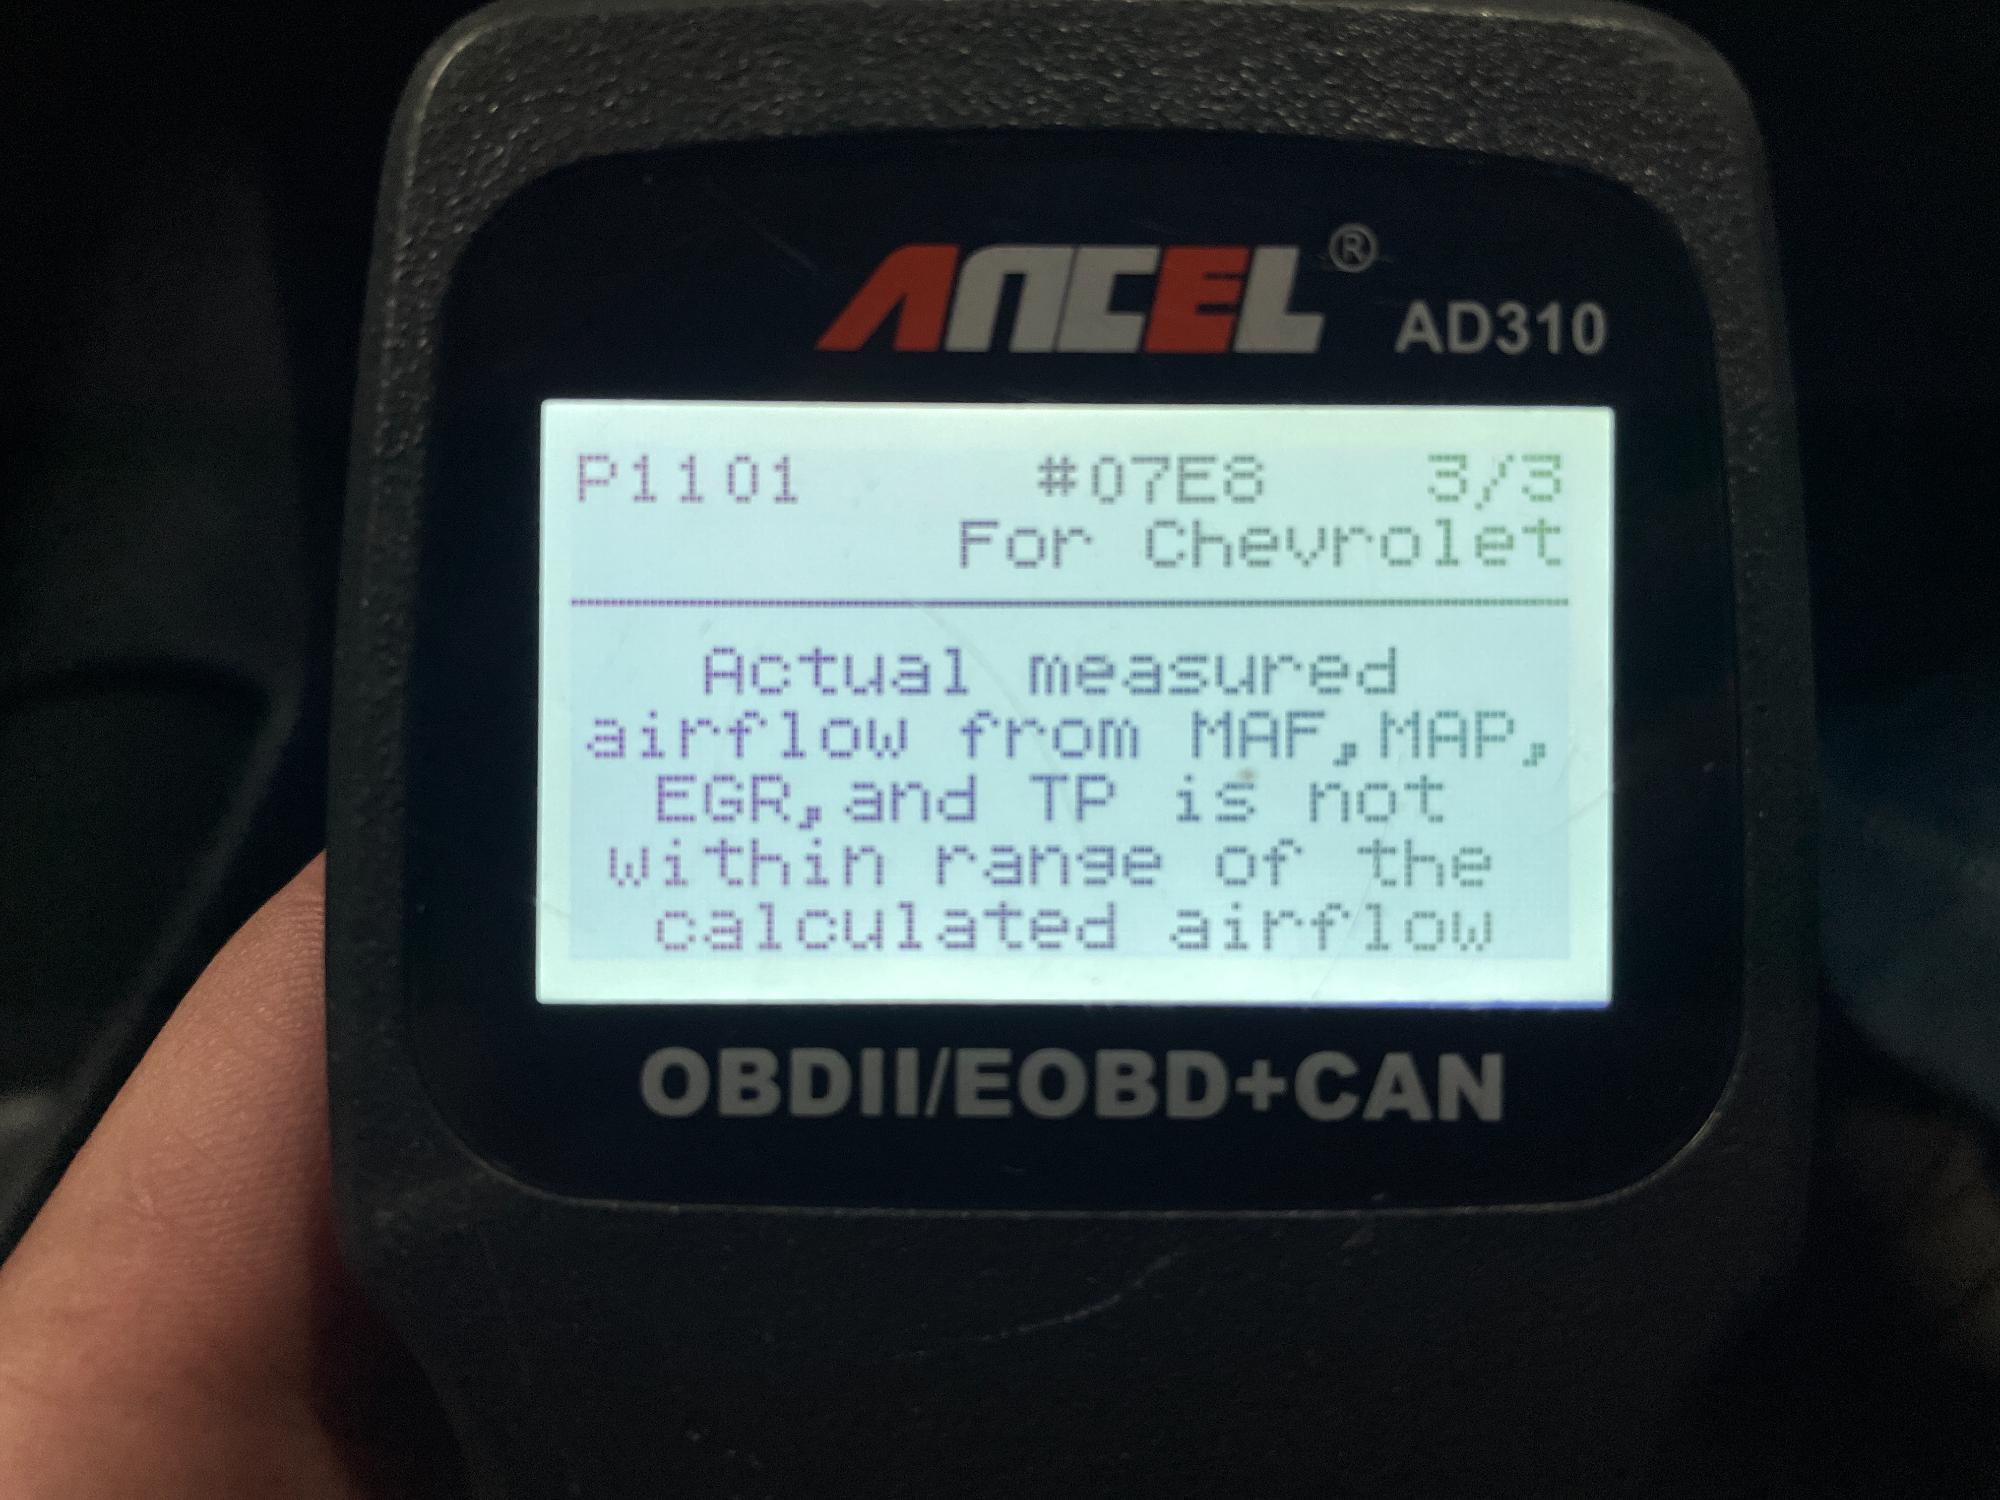 ANCEL®
AD310
P1101 #07E8 3/3
For Chevrolet
Actual measured
airflow from MAF,MAP,
EGR,and TP is not
within range of the
calculated airflow
OBDII/EOBD+CAN